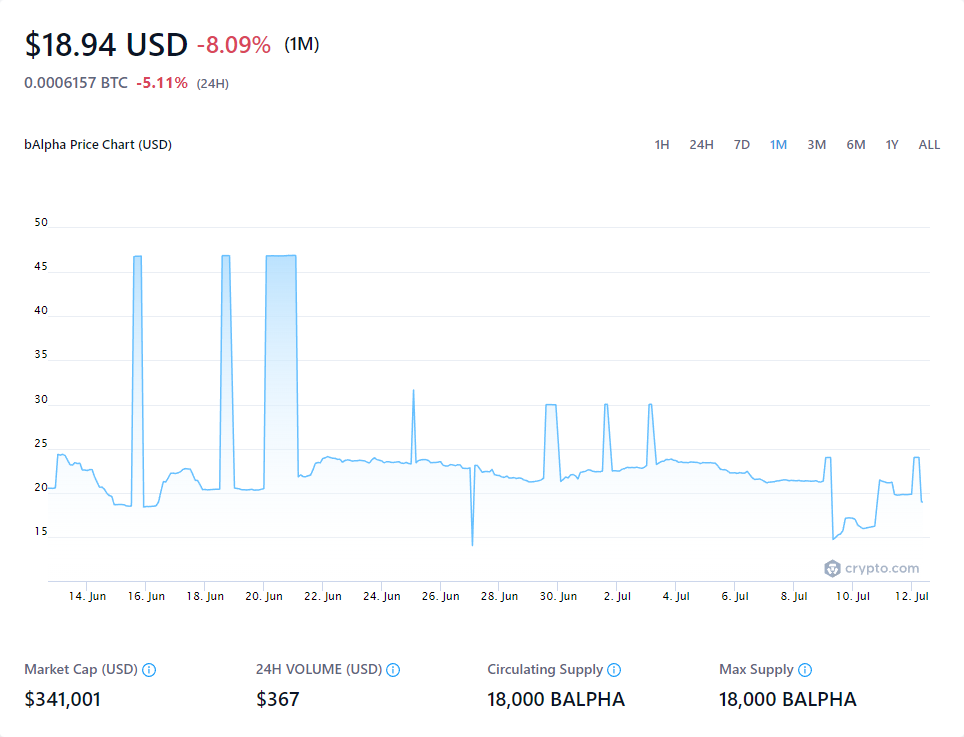 $18.94 USD -8.09% (1M)
0.0006157 BTC -5.11% (24H)
bAlpha Price Chart (USD) 1H 24H 7D 1M 3M 6M 1Y ALL
50
45
40
35
30
25
20
15
crypto.com
14. Jun 16. Jun 18. Jun 20. Jun 22. Jun 24. Jun 26. Jun 28. Jun 30. Jun 2. Jul 4. Jul 6. Jul 8. Jul 10. Jul 12. Jul
Market Cap (USD) 24H VOLUME (USD) Circulating Supply Max Supply
$341,001 $367 18,000 BALPHA 18,000 BALPHA